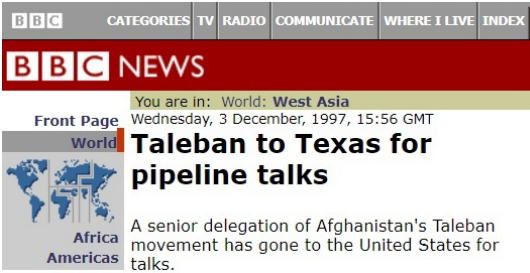 BBC CATEGORIES TV RADIO COMMUNICATE WHERE I LIVE INDEX
BBC NEWS
You are in: World: West Asia
Front Page
World
Africa
Americas
Wednesday, 3 December, 1997, 15:56 GMT
Taleban to Texas for
pipeline talks
A senior delegation of Afghanistan's Taleban
movement has gone to the United States for
talks.